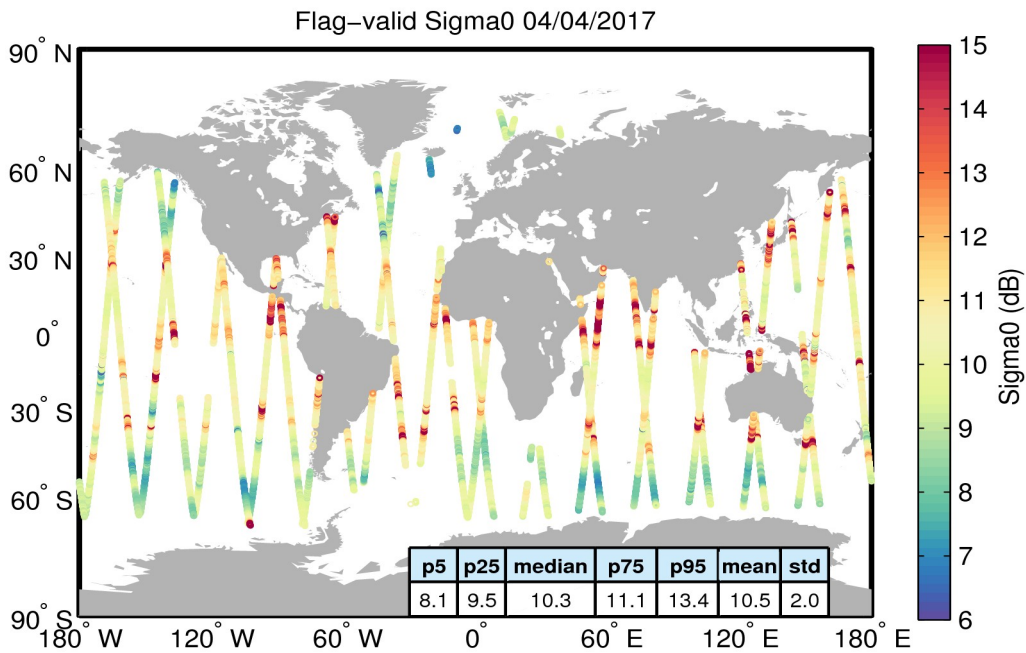 Flag−valid Sigma0 04/04/2017
90° N
60° N
30° N
0°
30° S
60° S
90° S
180° W
120° W
60° W
0°
60° E
120° E
180° E
p5 p25 median p75 p95 mean std
8.1 9.5 10.3 11.1 13.4 10.5 2.0
15
14
13
12
11
10
9
8
7
6
Sigma0 (dB)